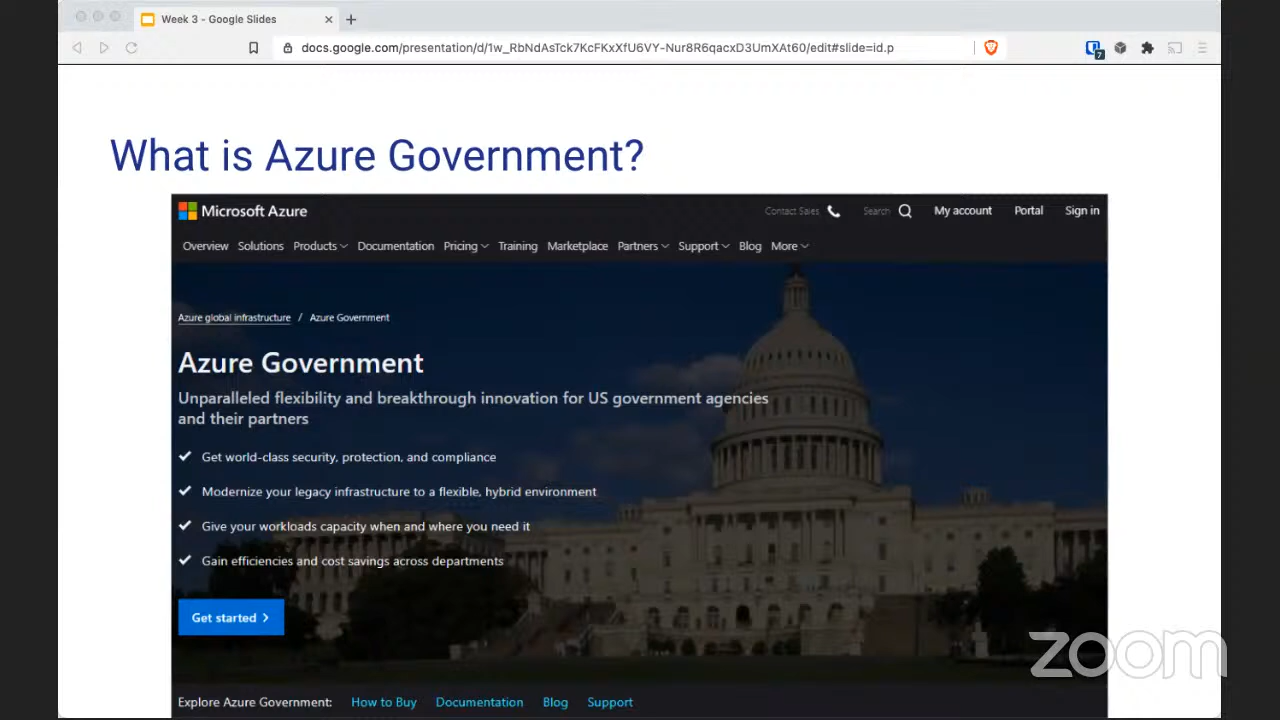 Week 3 - Google Slides
docs.google.com/presentation/d/1w_RbNdAsTck7KcFKxXfU6VY-Nur8R6qacxD3UmXAt60/edit#slide=id.p
7
What is Azure Government?
Microsoft Azure
Contact Sales Search My account Portal Sign in
Overview Solutions Products Documentation Pricing Training Marketplace Partners Support Blog More
Azure global infrastructure / Azure Government
Azure Government
Unparalleled flexibility and breakthrough innovation for US government agencies
and their partners
Get world-class security, protection, and compliance
Modernize your legacy infrastructure to a flexible, hybrid environment
Give your workloads capacity when and where you need it
Gain efficiencies and cost savings across departments
Get started
zoom
Explore Azure Government: How to Buy Documentation Blog Support